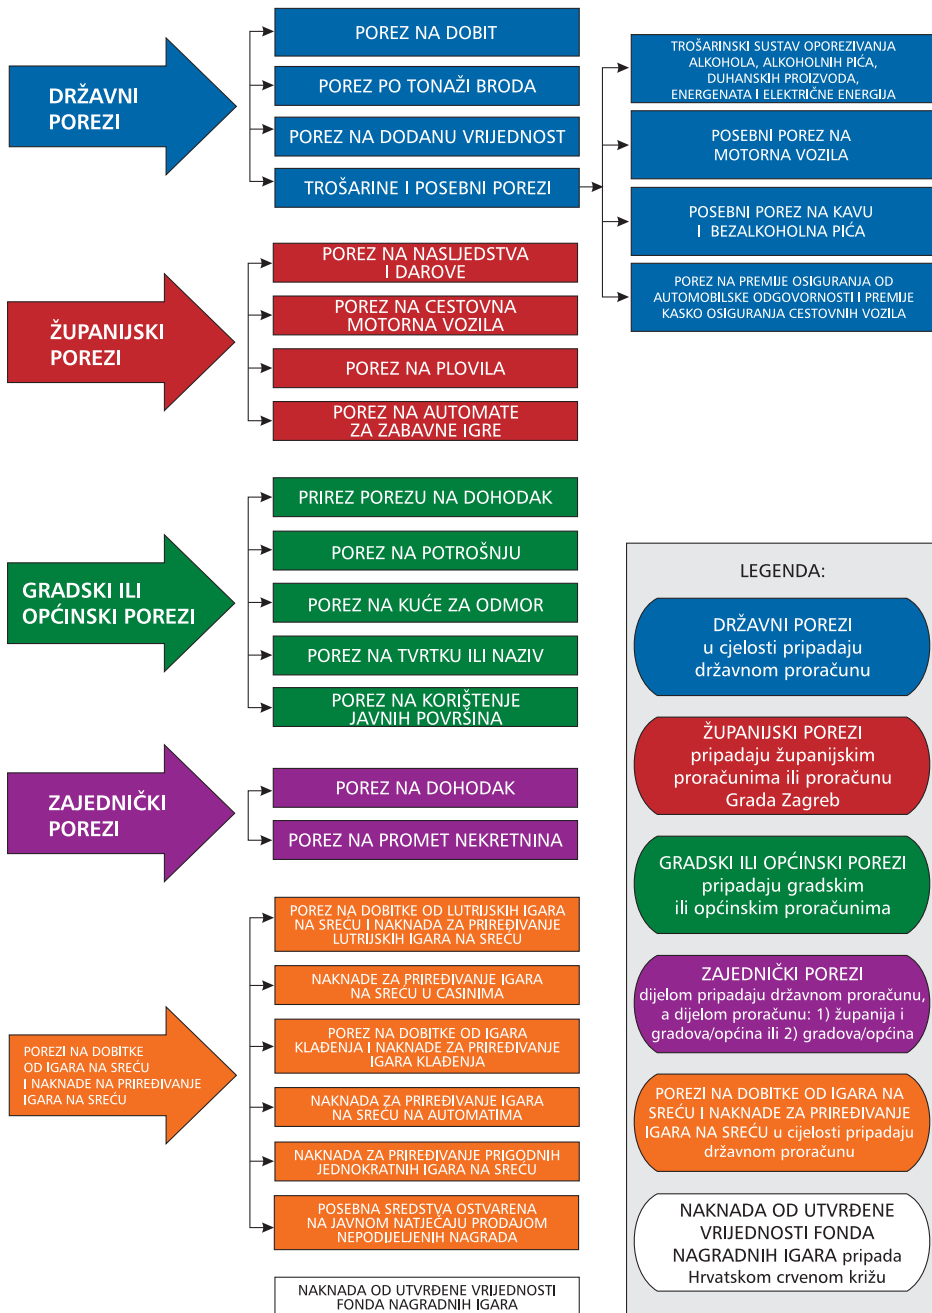 DRŽAVNI
POREZI
POREZ NA DOBIT
POREZ PO TONAŽI BRODA
POREZ NA DODANU VRIJEDNOST
TROŠARINE I POSEBNI POREZI
TROŠARINSKI SUSTAV OPOREZIVANJA
ALKOHOLA, ALKOHOLNIH PIĆA,
DUHANSKIH PROIZVODA,
ENERGENATA I ELEKTRIČNE ENERGIJA
POSEBNI POREZ NA
MOTORNA VOZILA
POSEBNI POREZ NA KAVU
I BEZALKOHOLNA PIĆA
POREZ NA PREMIJE OSIGURANJA OD
AUTOMOBILSKE ODGOVORNOSTI I PREMIJE
KASKO OSIGURANJA CESTOVNIH VOZILA
ŽUPANIJSKI
POREZI
POREZ NA NASLJEDSTVA
I DAROVE
POREZ NA CESTOVNA
MOTORNA VOZILA
POREZ NA PLOVILA
POREZ NA AUTOMATE
ZA ZABAVNE IGRE
GRADSKI ILI
OPĆINSKI POREZI
PRIREZ POREZU NA DOHODAK
POREZ NA POTROŠNJU
POREZ NA KUĆE ZA ODMOR
POREZ NA TVRTKU ILI NAZIV
POREZ NA KORIŠTENJE
JAVNIH POVRŠINA
ZAJEDNIČKI
POREZI
POREZ NA DOHODAK
POREZ NA PROMET NEKRETNINA
POREZI NA DOBITKE
OD IGARA NA SREĆU
I NAKNADE NA PRIREĐIVANJE
IGARA NA SREĆU
POREZ NA DOBITKE OD LUTRIJSKIH IGARA
NA SREĆU I NAKNADA ZA PRIREĐIVANJE
LUTRIJSKIH IGARA NA SREĆU
NAKNADE ZA PRIREĐIVANJE IGARA
NA SREĆU U CASINIMA
POREZ NA DOBITKE OD IGARA
KLAĐENJA I NAKNADE ZA PRIREĐIVANJE
IGARA KLAĐENJA
NAKNADA ZA PRIREĐIVANJE IGARA
NA SREĆU NA AUTOMATIMA
NAKNADA ZA PRIREĐIVANJE PRIGODNIH
JEDNOKRATNIH IGARA NA SREĆU
POSEBNA SREDSTVA OSTVARENA
NA JAVNOM NATJEČAJU PRODAJOM
NEPODIJELJENIH NAGRADA
NAKNADA OD UTVRĐENE VRIJEDNOSTI
FONDA NAGRADNIH IGARA
LEGENDA:
DRŽAVNI POREZI
u cjelosti pripadaju
državnom proračunu
ŽUPANIJSKI POREZI
pripadaju županijskim
proračunima ili proračunu
Grada Zagreb
GRADSKI ILI OPĆINSKI POREZI
pripadaju gradskim
ili općinskim proračunima
ZAJEDNIČKI POREZI
dijelom pripadaju državnom proračunu,
a dijelom proračunu: 1) županija i
gradova/općina ili 2) gradova/općina
POREZI NA DOBITKE OD IGARA NA
SREĆU I NAKNADE ZA PRIREĐIVANJE
IGARA NA SREĆU u cijelosti pripadaju
državnom proračunu
NAKNADA OD UTVRĐENE
VRIJEDNOSTI FONDA
NAGRADNIH IGARA pripada
Hrvatskom crvenom križu